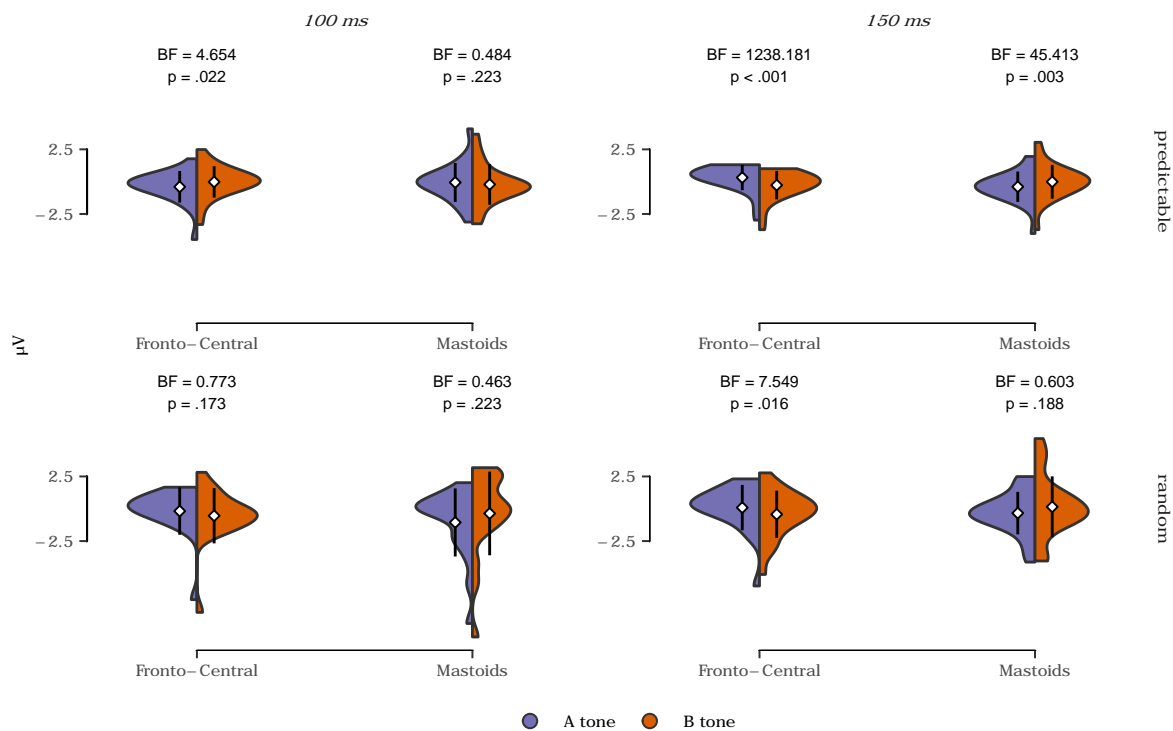 100 ms
150 ms
BF = 4.654
p = .022
BF = 0.484
p = .223
BF = 1238.181
p < .001
BF = 45.413
p = .003
2.5
−2.5
2.5
−2.5
predictable
Fronto−Central
Mastoids
Fronto−Central
Mastoids
µV
BF = 0.773
p = .173
BF = 0.463
p = .223
BF = 7.549
p = .016
BF = 0.603
p = .188
2.5
−2.5
2.5
−2.5
random
Fronto−Central
Mastoids
Fronto−Central
Mastoids
A tone
B tone